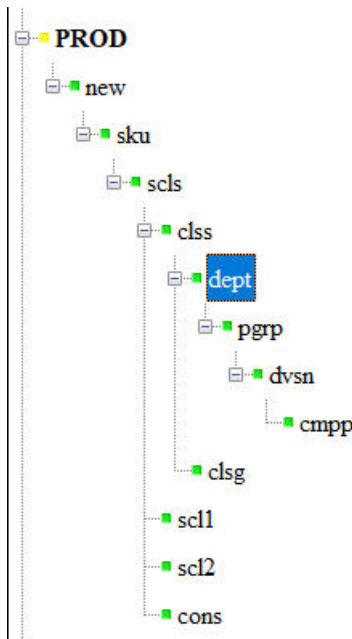 PROD
new
sku
scls
clss
dept
pgrp
dvsn
cmpp
clsg
scl1
scl2
cons